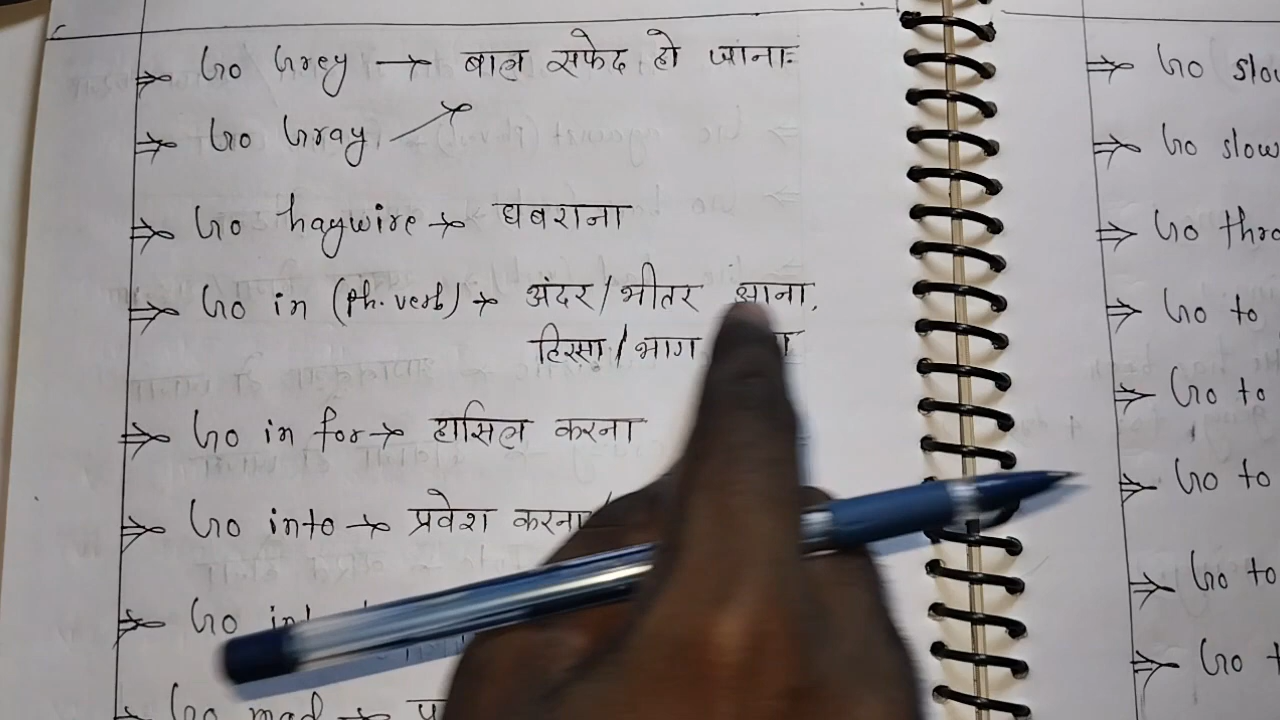 ⇒ Go Grey → बाल सफेद हो जाना
⇒ Go Gray ↗
⇒ Go haywire → घबराना
⇒ Go in (Ph. verb) → अंदर/भीतर आना,
हिस्सा/भाग
⇒ Go in for → हासिल करना
⇒ Go into → प्रवेश करना/
⇒ Go
⇒ Go mad →
⇒ Go
⇒ Go slow
⇒ Go
⇒ Go to
⇒ Go to
⇒ Go to
⇒ Go to
⇒ Go